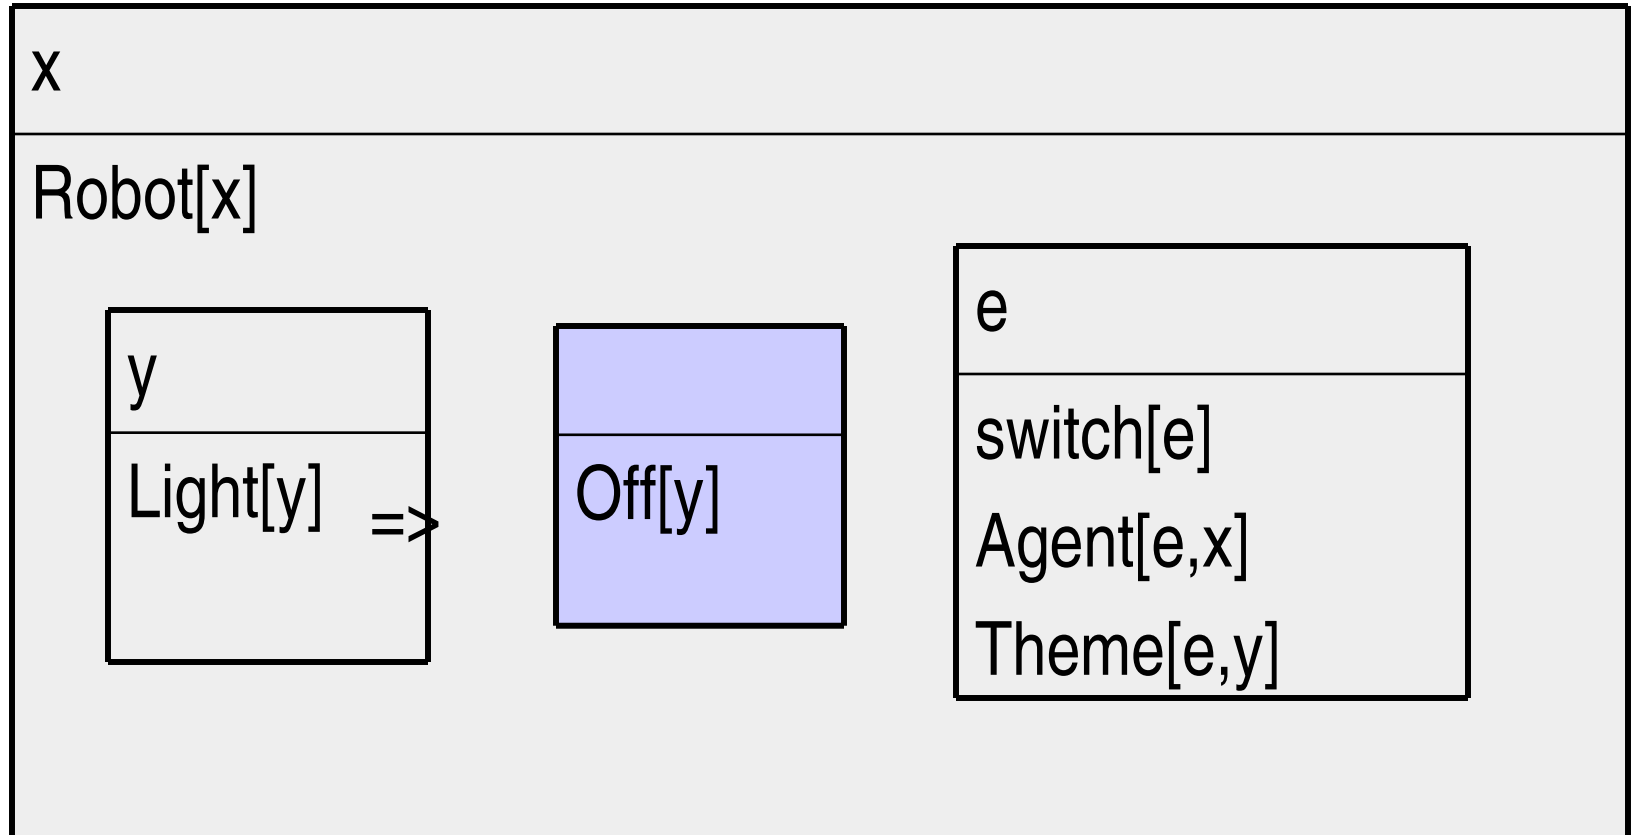 x
Robot[x]
y
Light[y]
=>
Off[y]
e
switch[e]
Agent[e,x]
Theme[e,y]